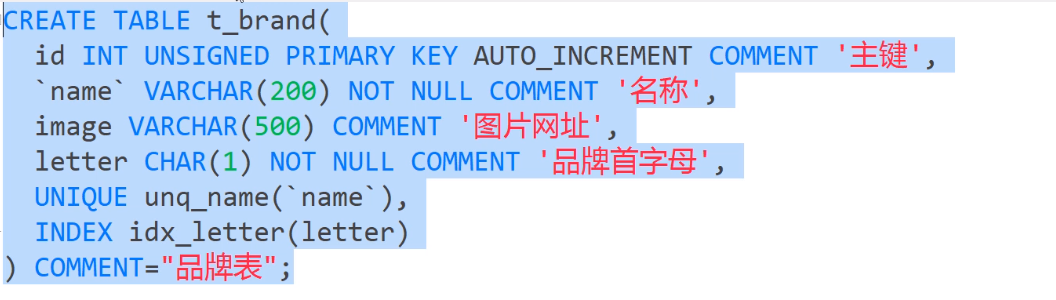 CREATE TABLE t_brand(
  id INT UNSIGNED PRIMARY KEY AUTO_INCREMENT COMMENT '主键',
  `name` VARCHAR(200) NOT NULL COMMENT '名称',
  image VARCHAR(500) COMMENT '图片网址',
  letter CHAR(1) NOT NULL COMMENT '品牌首字母',
  UNIQUE unq_name(`name`),
  INDEX idx_letter(letter)
) COMMENT="品牌表";